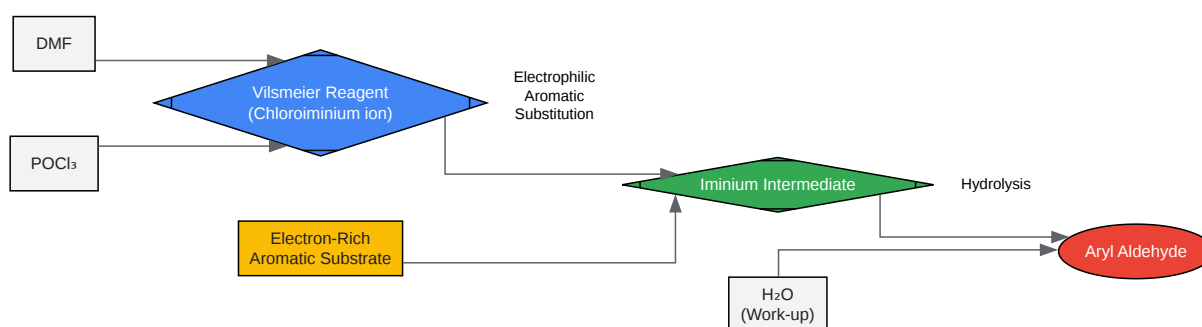 DMF
Vilsmeier Reagent
(Chloroiminium ion)
Electrophilic
Aromatic
Substitution
POCl₃
Iminium Intermediate
Hydrolysis
Electron-Rich
Aromatic Substrate
Aryl Aldehyde
H₂O
(Work-up)